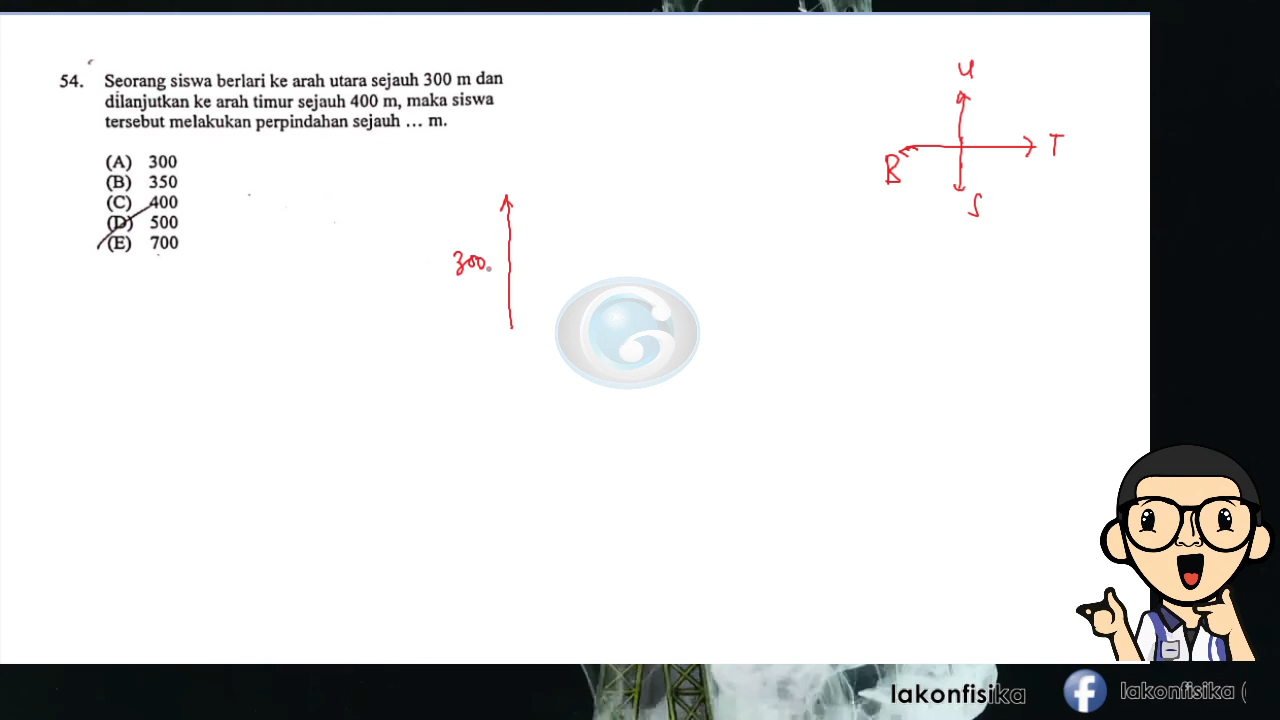 54. Seorang siswa berlari ke arah utara sejauh 300 m dan
dilanjutkan ke arah timur sejauh 400 m, maka siswa
tersebut melakukan perpindahan sejauh ... m.
(A) 300
(B) 350
(C) 400
(D) 500
(E) 700
U
T
B
S
300
lakonfisika
lakonfisika (